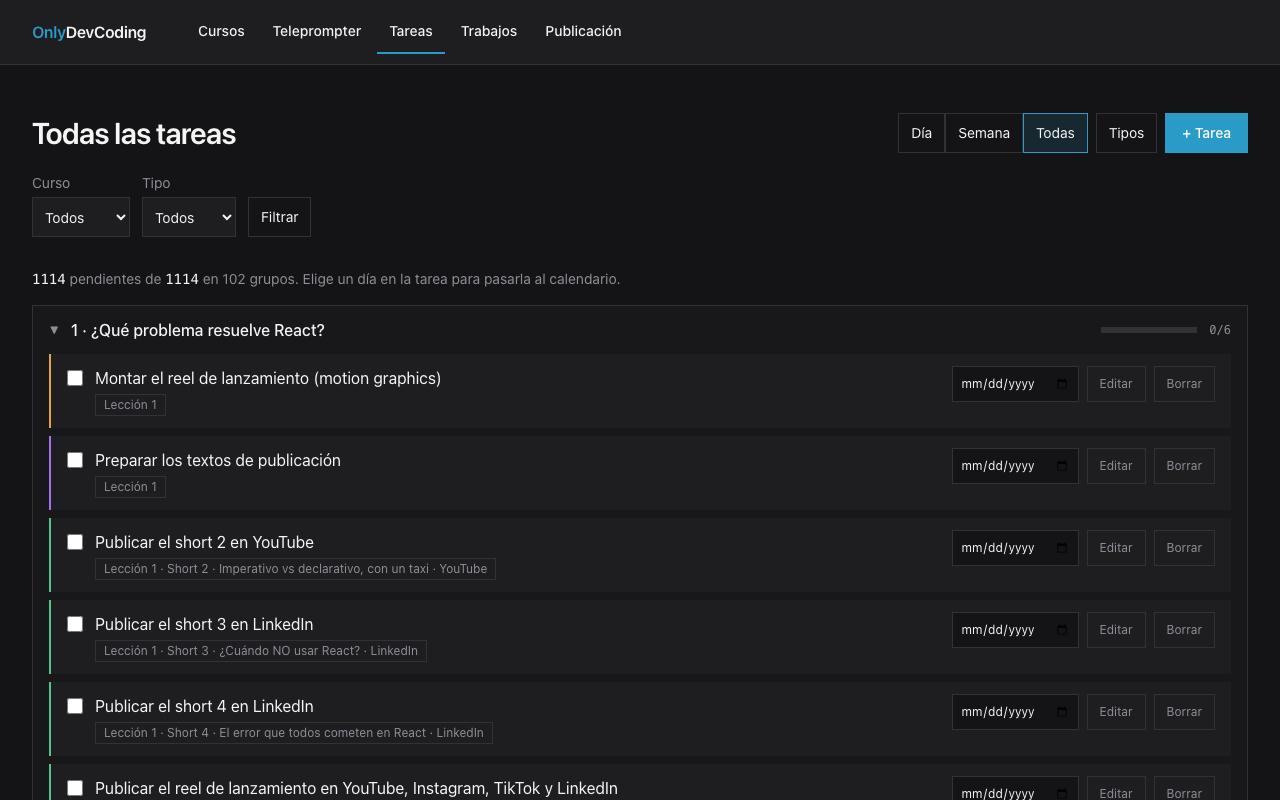 OnlyDevCoding Cursos Teleprompter Tareas Trabajos Publicación
Todas las tareas Día Semana Todas Tipos + Tarea
Curso Tipo
Todos Todos Filtrar
1114 pendientes de 1114 en 102 grupos. Elige un día en la tarea para pasarla al calendario.
▼ 1 · ¿Qué problema resuelve React? 0/6
Montar el reel de lanzamiento (motion graphics) mm/dd/yyyy Editar Borrar
Lección 1
Preparar los textos de publicación mm/dd/yyyy Editar Borrar
Lección 1
Publicar el short 2 en YouTube mm/dd/yyyy Editar Borrar
Lección 1 · Short 2 · Imperativo vs declarativo, con un taxi · YouTube
Publicar el short 3 en LinkedIn mm/dd/yyyy Editar Borrar
Lección 1 · Short 3 · ¿Cuándo NO usar React? · LinkedIn
Publicar el short 4 en LinkedIn mm/dd/yyyy Editar Borrar
Lección 1 · Short 4 · El error que todos cometen en React · LinkedIn
Publicar el reel de lanzamiento en YouTube, Instagram, TikTok y LinkedIn mm/dd/yyyy Editar Borrar